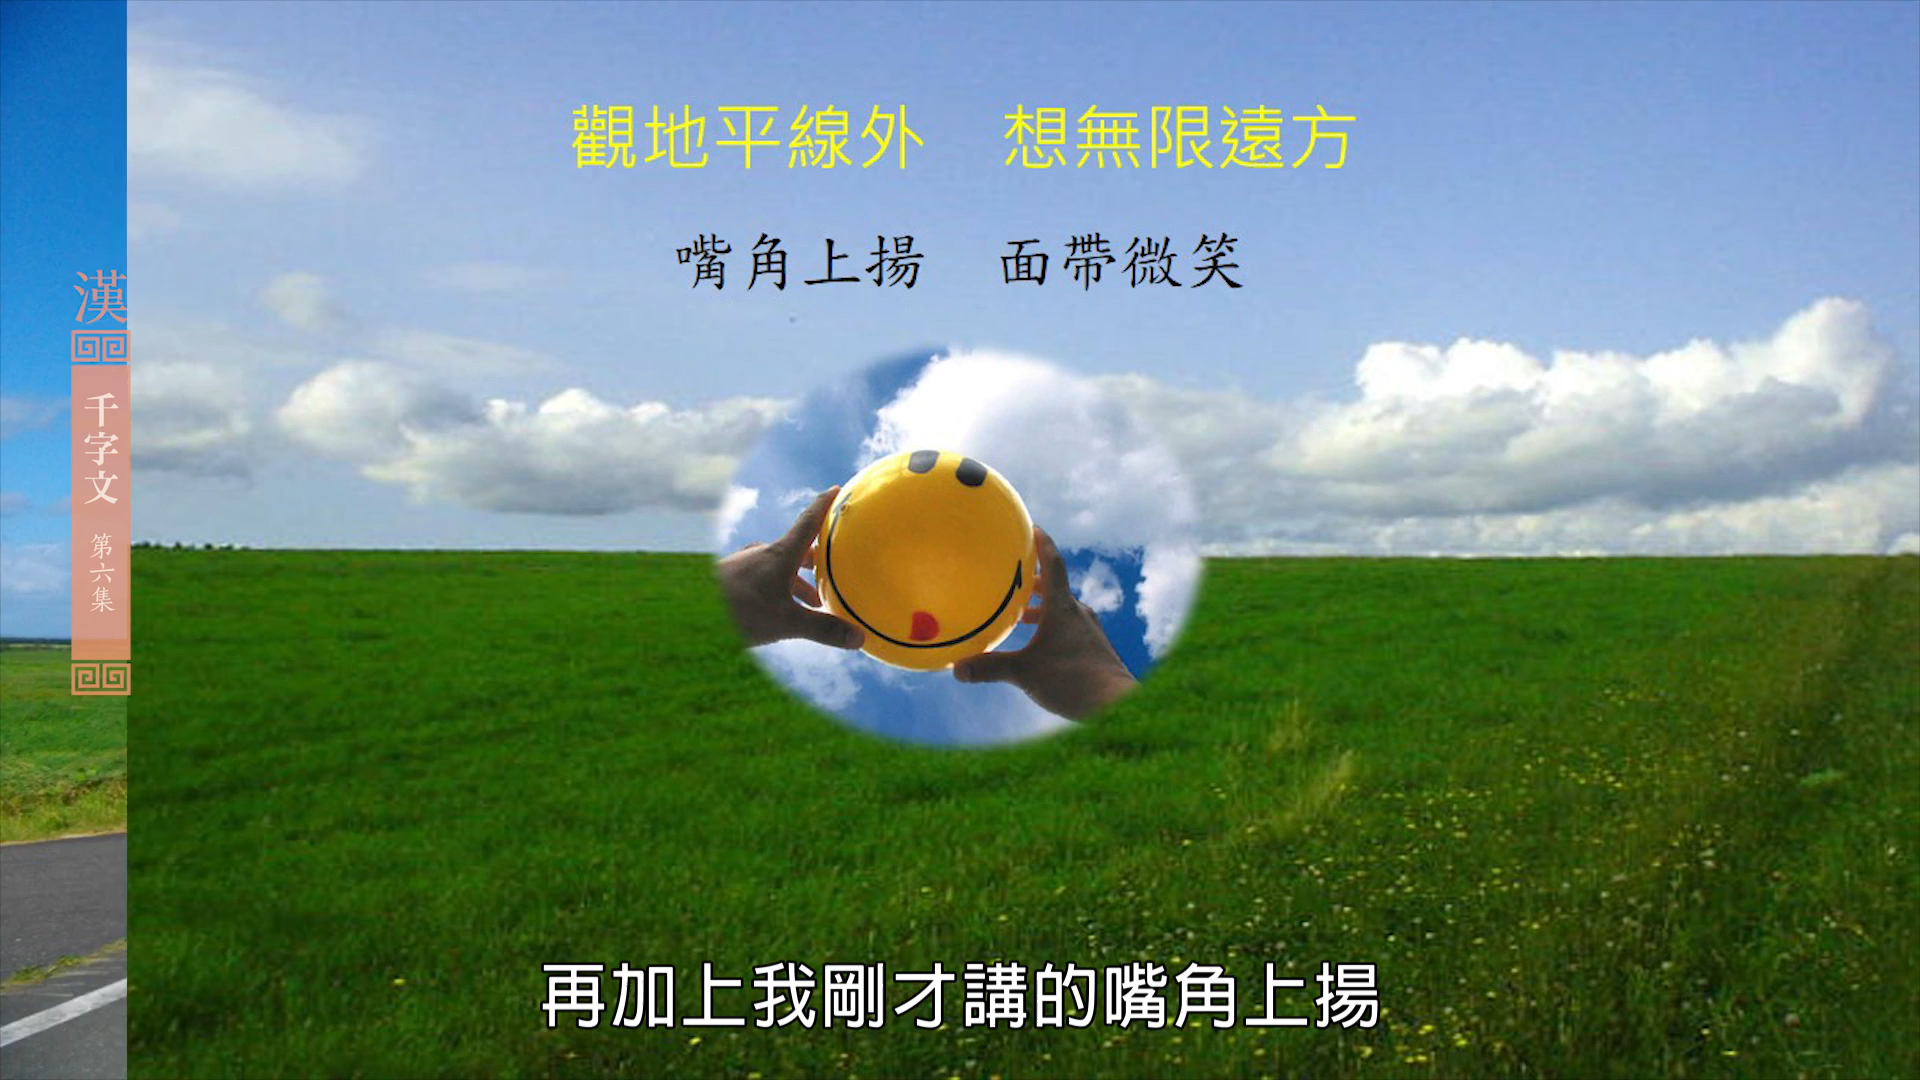 觀地平線外　想無限遠方
嘴角上揚　面帶微笑
漢
千字文 第六集
再加上我剛才講的嘴角上揚